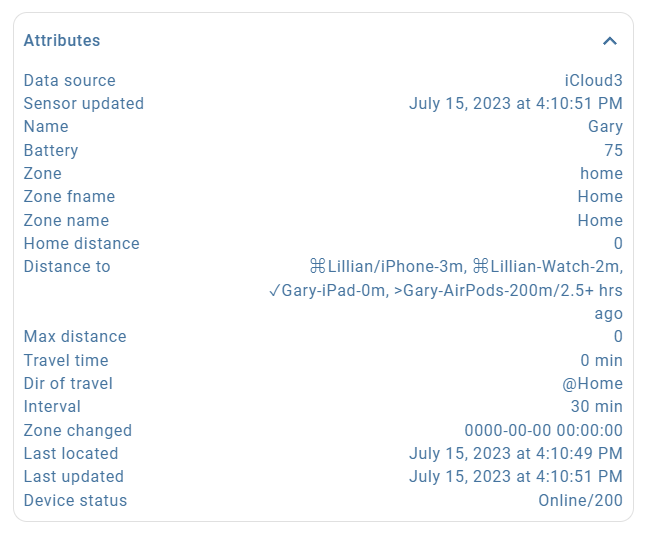 Attributes
Data source iCloud3
Sensor updated July 15, 2023 at 4:10:51 PM
Name Gary
Battery 75
Zone home
Zone fname Home
Zone name Home
Home distance 0
Distance to ⌘Lillian/iPhone-3m, ⌘Lillian-Watch-2m,
✓Gary-iPad-0m, >Gary-AirPods-200m/2.5+ hrs
ago
Max distance 0
Travel time 0 min
Dir of travel @Home
Interval 30 min
Zone changed 0000-00-00 00:00:00
Last located July 15, 2023 at 4:10:49 PM
Last updated July 15, 2023 at 4:10:51 PM
Device status Online/200